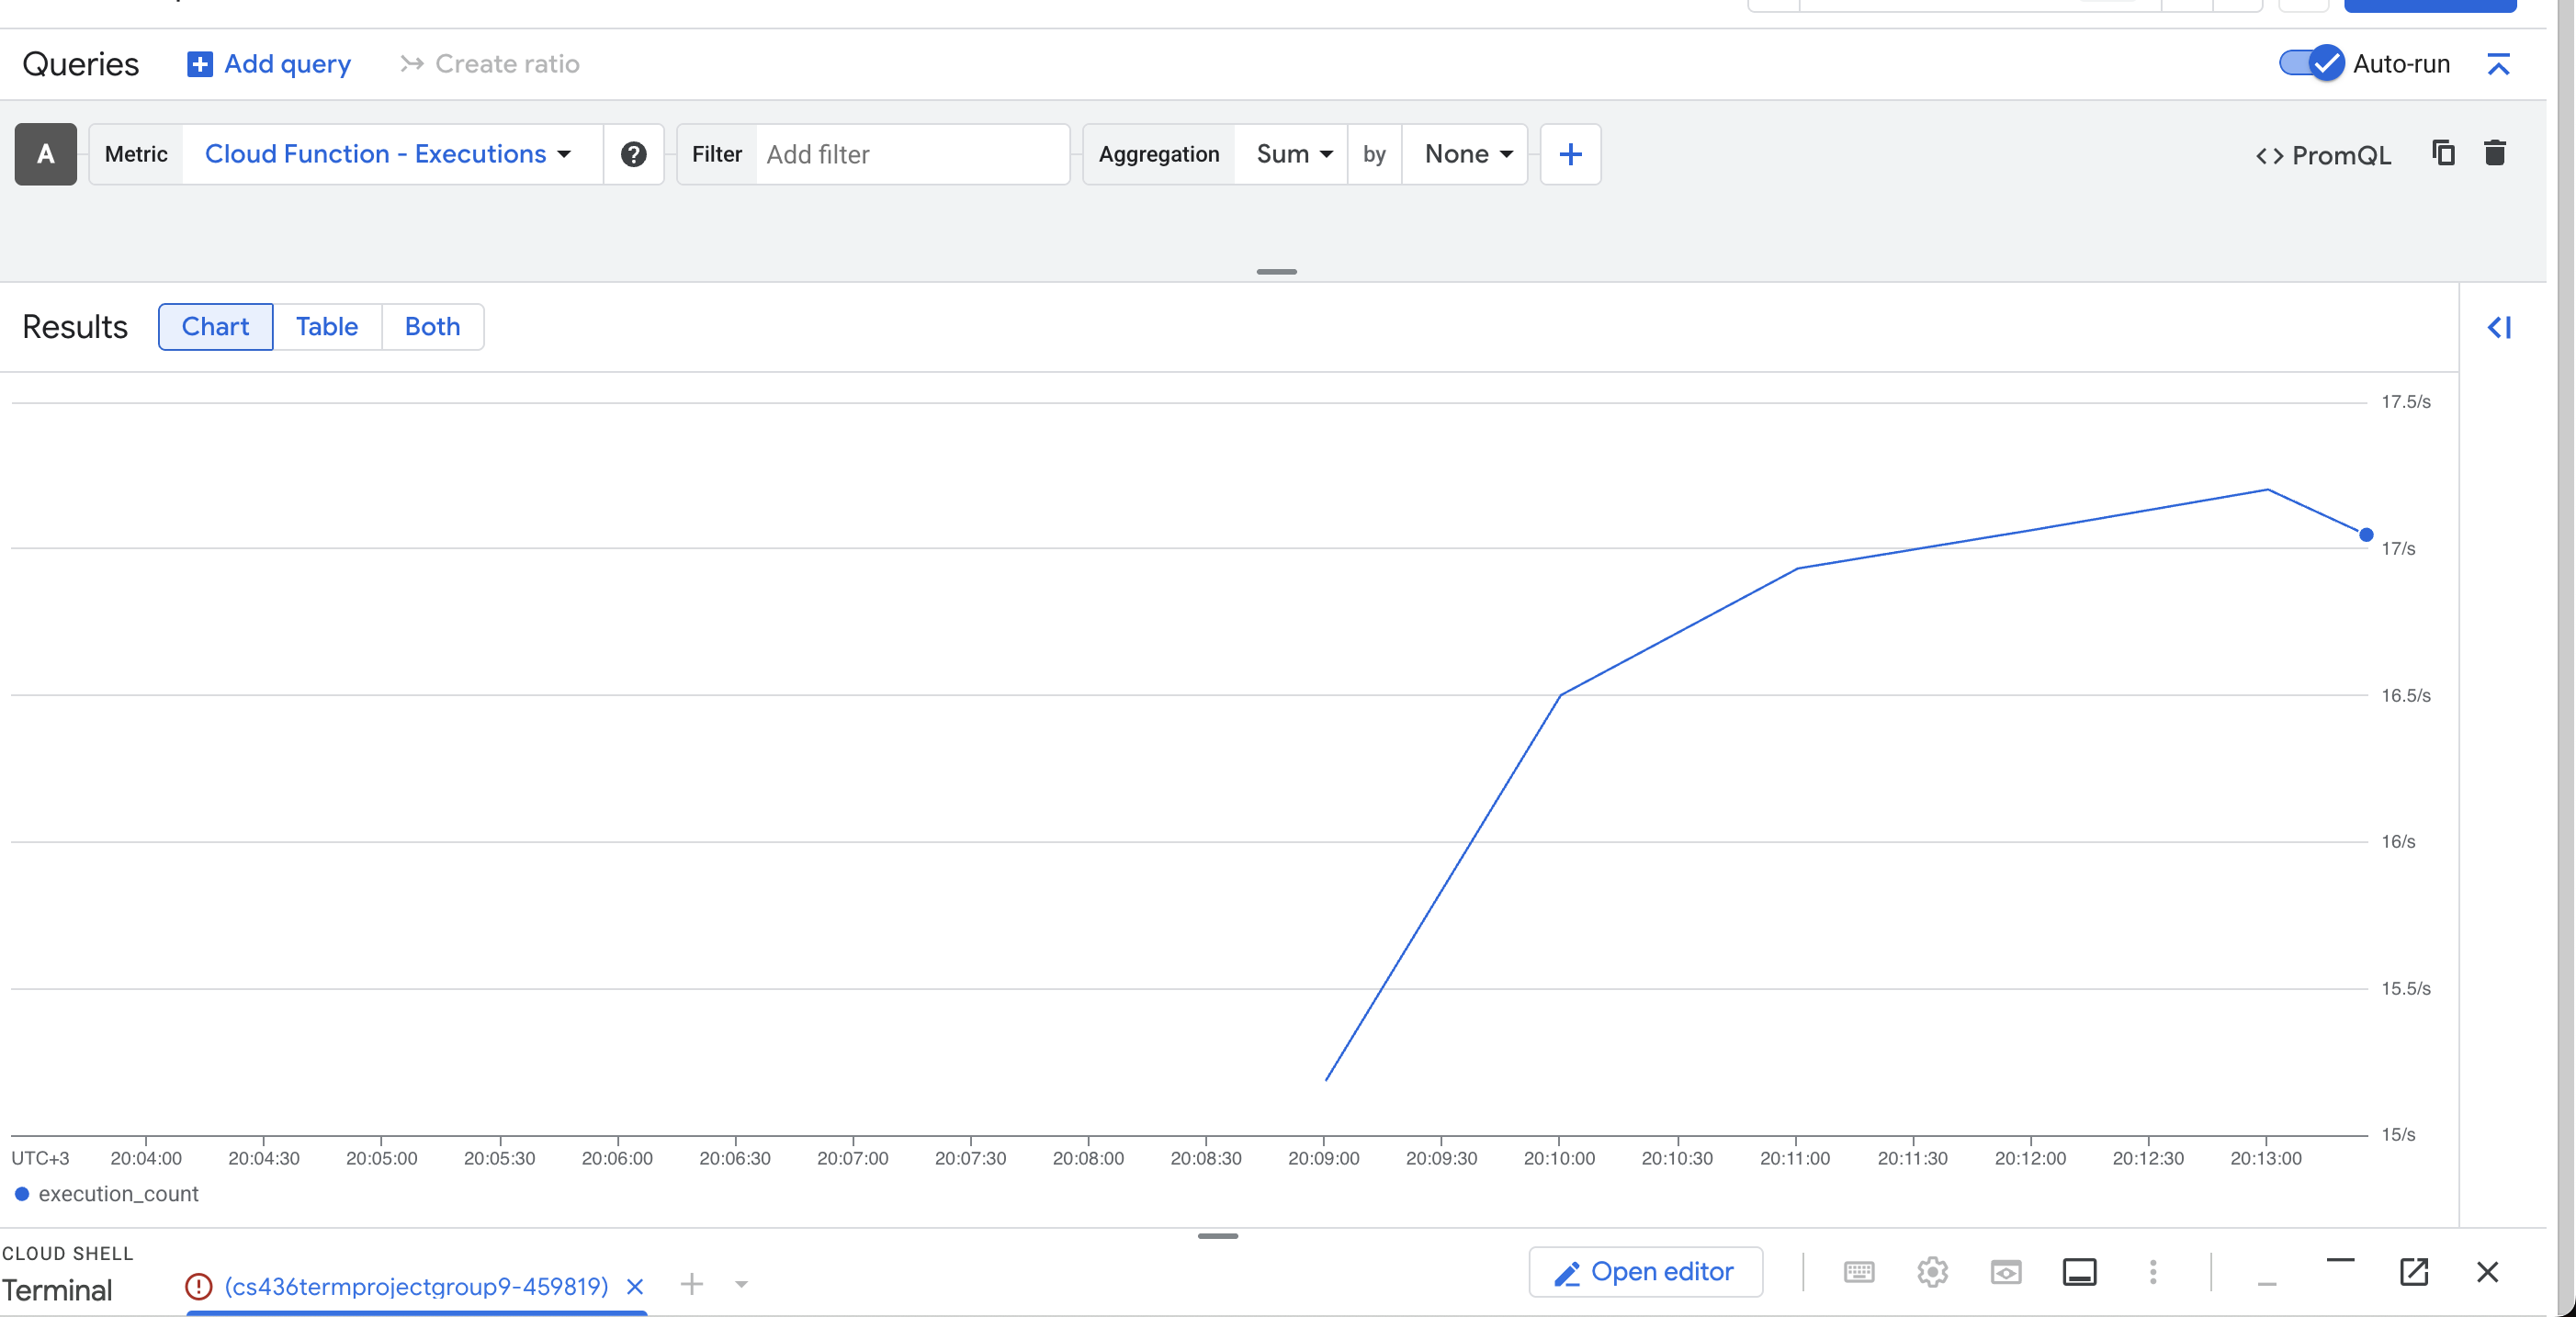 Queries Add query Create ratio Auto-run
A Metric Cloud Function - Executions ? Filter Add filter Aggregation Sum by None + <> PromQL
Results Chart Table Both
17.5/s
17/s
16.5/s
16/s
15.5/s
15/s
UTC+3 20:04:00 20:04:30 20:05:00 20:05:30 20:06:00 20:06:30 20:07:00 20:07:30 20:08:00 20:08:30 20:09:00 20:09:30 20:10:00 20:10:30 20:11:00 20:11:30 20:12:00 20:12:30 20:13:00
execution_count
CLOUD SHELL
Terminal (cs436termprojectgroup9-459819) Open editor